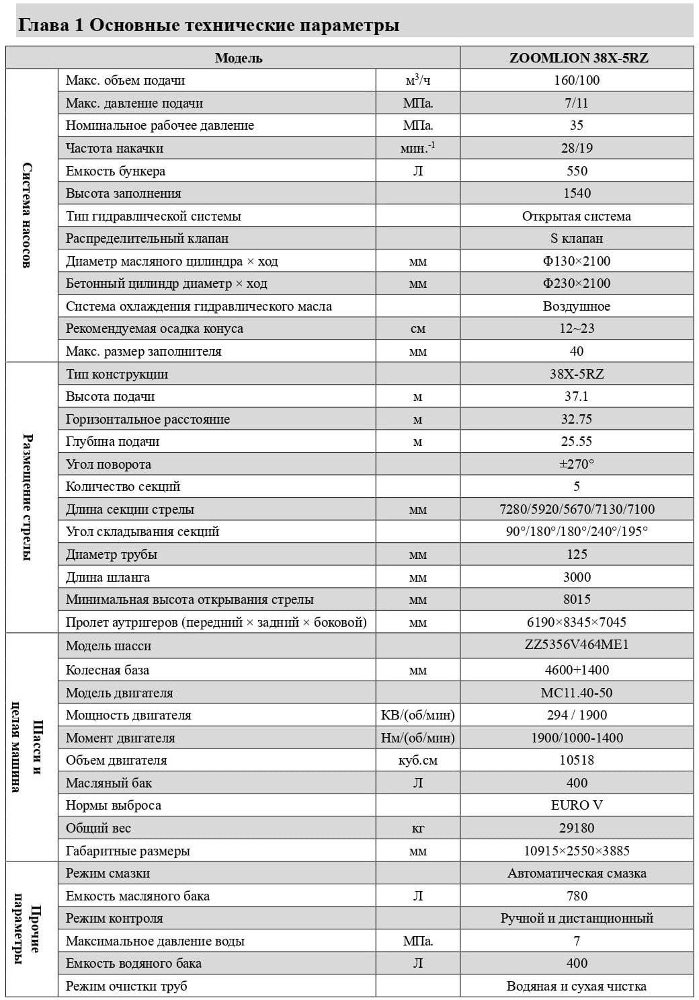 Глава 1 Основные технические параметры
Модель ZOOMLION 38X-5RZ
Система насосов
Макс. объем подачи м³/ч 160/100
Макс. давление подачи МПа. 7/11
Номинальное рабочее давление МПа. 35
Частота накачки мин.⁻¹ 28/19
Емкость бункера Л 550
Высота заполнения 1540
Тип гидравлической системы Открытая система
Распределительный клапан S клапан
Диаметр масляного цилиндра × ход мм Ф130×2100
Бетонный цилиндр диаметр × ход мм Ф230×2100
Система охлаждения гидравлического масла Воздушное
Рекомендуемая осадка конуса см 12~23
Макс. размер заполнителя мм 40
Размещение стрелы
Тип конструкции 38X-5RZ
Высота подачи м 37.1
Горизонтальное расстояние м 32.75
Глубина подачи м 25.55
Угол поворота ±270°
Количество секций 5
Длина секции стрелы мм 7280/5920/5670/7130/7100
Угол складывания секций 90°/180°/180°/240°/195°
Диаметр трубы мм 125
Длина шланга мм 3000
Минимальная высота открывания стрелы мм 8015
Пролет аутригеров (передний × задний × боковой) мм 6190×8345×7045
Шасси и
целая машина
Модель шасси ZZ5356V464ME1
Колесная база мм 4600+1400
Модель двигателя MC11.40-50
Мощность двигателя КВ/(об/мин) 294 / 1900
Момент двигателя Нм/(об/мин) 1900/1000-1400
Объем двигателя куб.см 10518
Масляный бак Л 400
Нормы выброса EURO V
Общий вес кг 29180
Габаритные размеры мм 10915×2550×3885
Прочие
параметры
Режим смазки Автоматическая смазка
Емкость масляного бака Л 780
Режим контроля Ручной и дистанционный
Максимальное давление воды МПа. 7
Емкость водяного бака Л 400
Режим очистки труб Водяная и сухая чистка